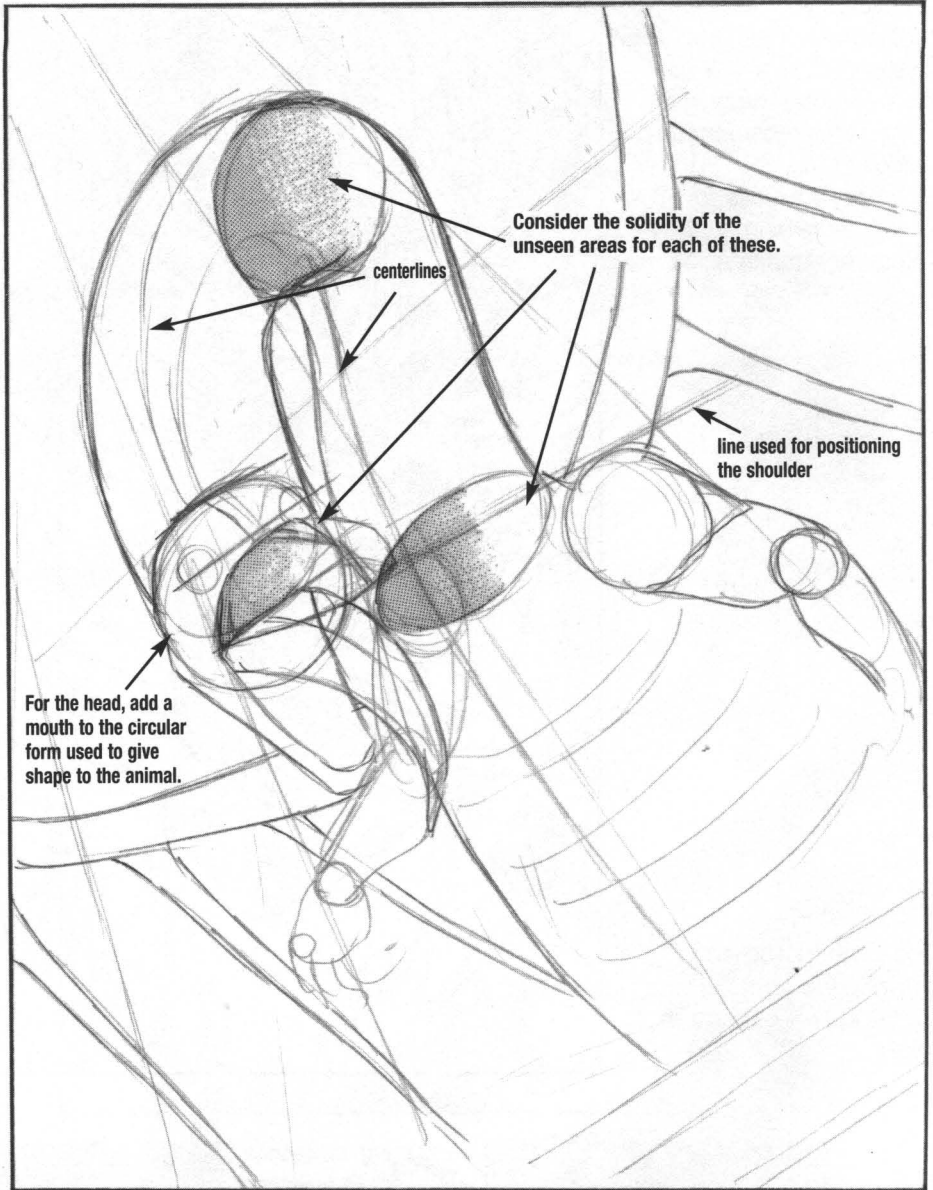 Consider the solidity of the
unseen areas for each of these.
centerlines
line used for positioning
the shoulder
For the head, add a
mouth to the circular
form used to give
shape to the animal.